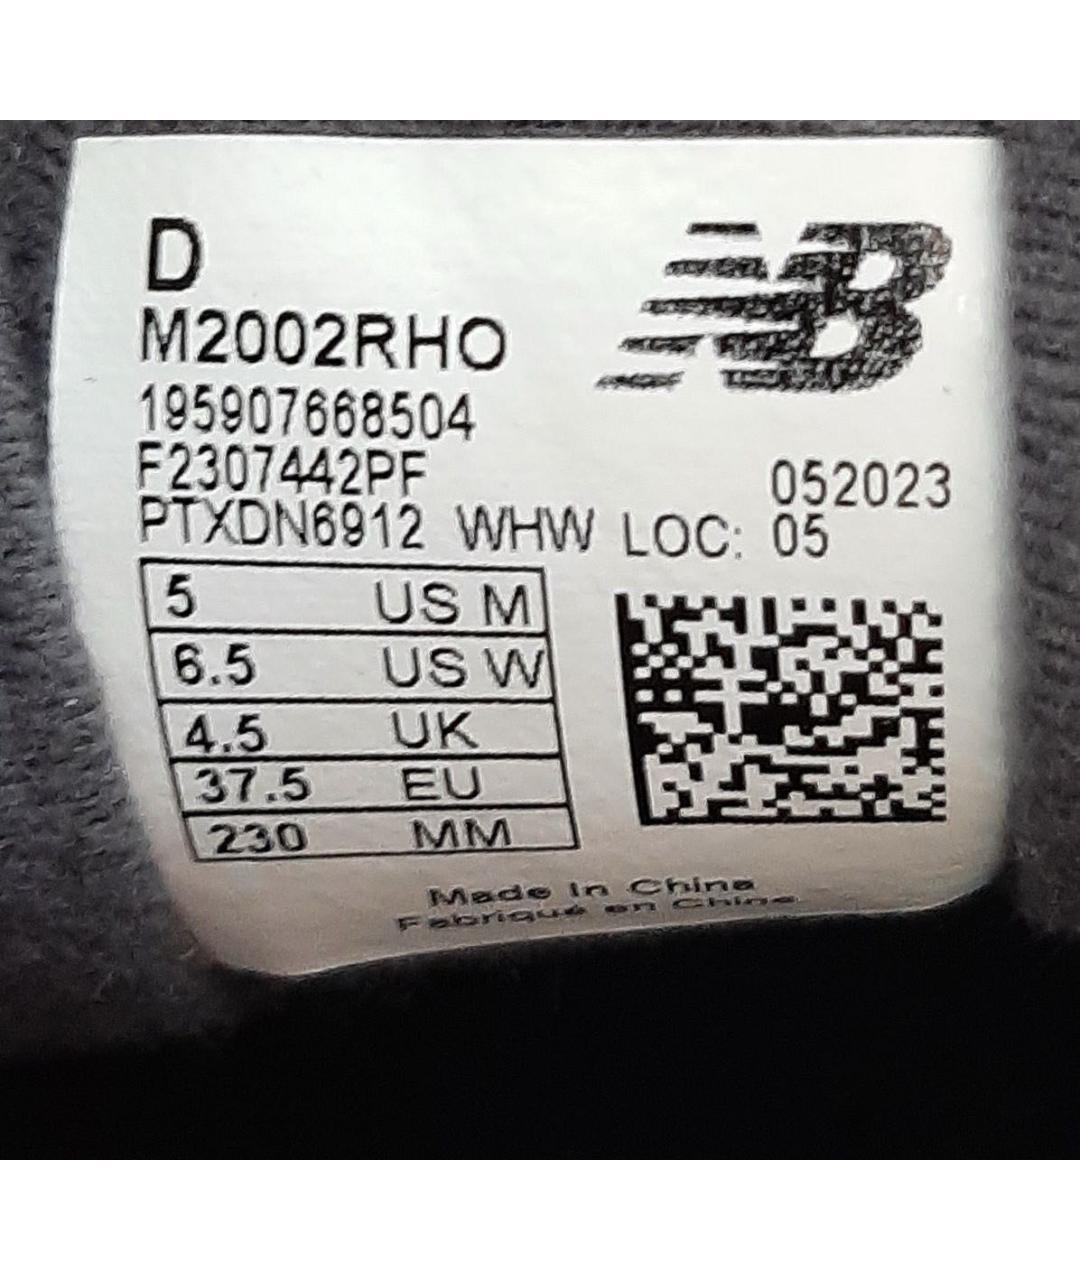 D
NB
M2002RHO
195907668504
F2307442PF 052023
PTXDN6912 WHW LOC: 05
5 US M
6.5 US W
4.5 UK
37.5 EU
230 MM
Made In China
Fabriqué en Chine